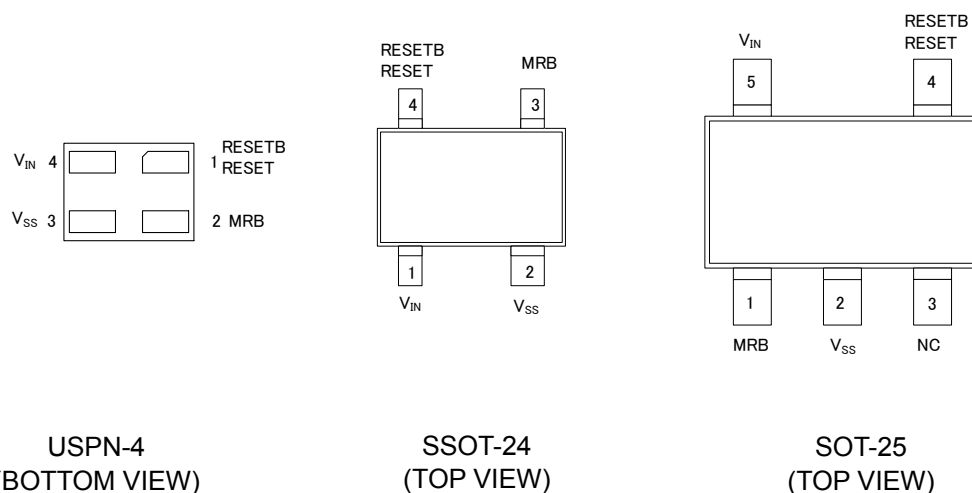 V_IN 4
1 RESETB
RESET
V_SS 3
2 MRB
USPN-4
(BOTTOM VIEW)
RESETB
RESET
MRB
4
3
1
2
V_IN
V_SS
SSOT-24
(TOP VIEW)
V_IN
RESETB
RESET
5
4
1
2
3
MRB
V_SS
NC
SOT-25
(TOP VIEW)